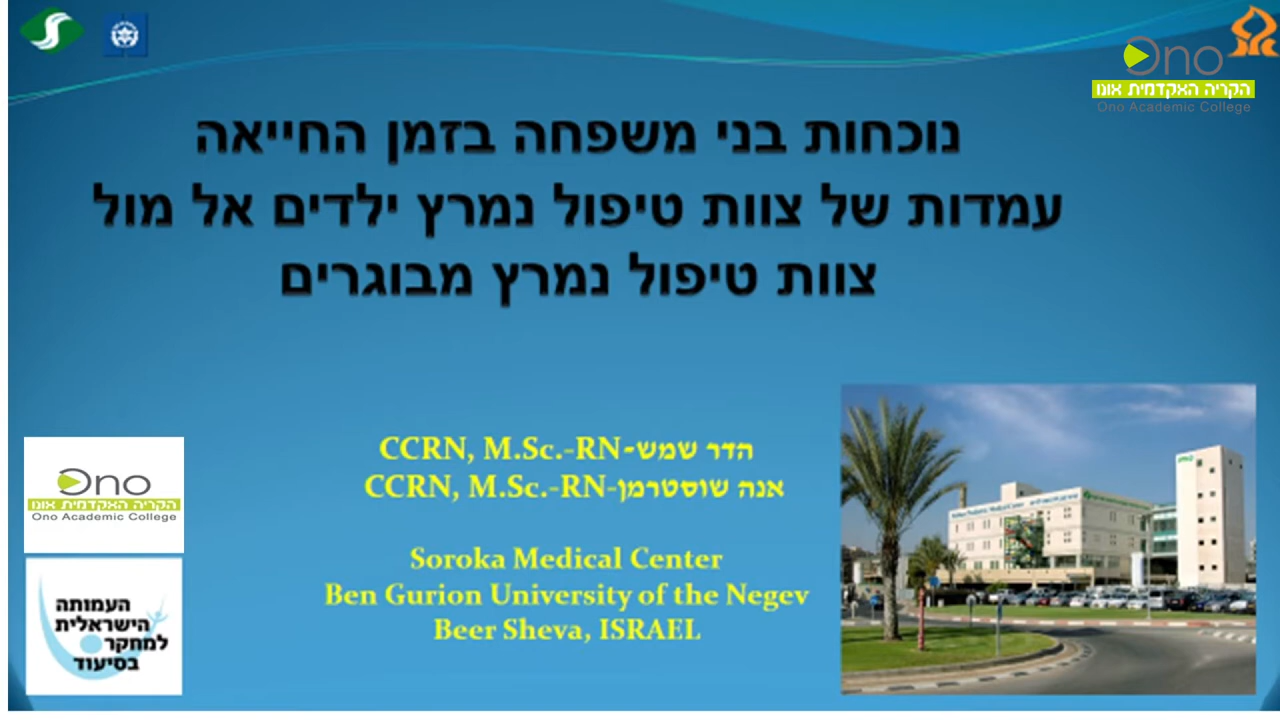 Ono
הקריה האקדמית אונו
Ono Academic College
נוכחות בני משפחה בזמן החייאה
עמדות של צוות טיפול נמרץ ילדים אל מול
צוות טיפול נמרץ מבוגרים
הדר שמש-CCRN, M.Sc.-RN
אנה שוסטרמן-CCRN, M.Sc.-RN
Soroka Medical Center
Ben Gurion University of the Negev
Beer Sheva, ISRAEL
Ono
הקריה האקדמית אונו
Ono Academic College
העמותה
הישראלית
למחקר
בסיעוד